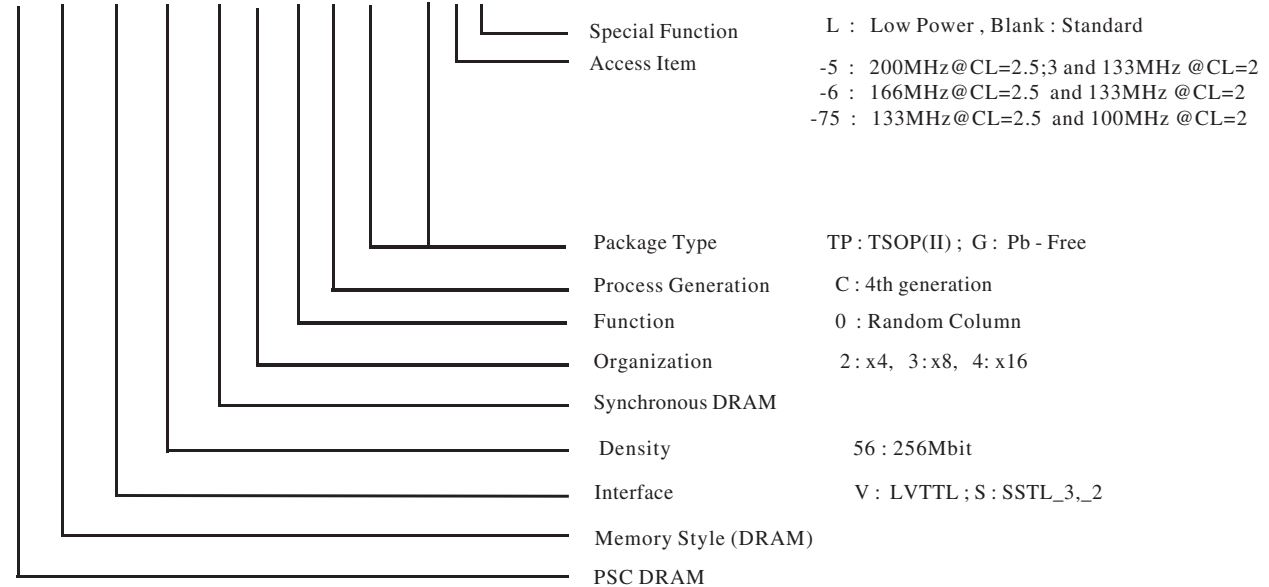 Special Function L : Low Power , Blank : Standard
Access Item -5 : 200MHz@CL=2.5;3 and 133MHz @CL=2
-6 : 166MHz@CL=2.5 and 133MHz @CL=2
-75 : 133MHz@CL=2.5 and 100MHz @CL=2
Package Type TP : TSOP(II) ; G : Pb - Free
Process Generation C : 4th generation
Function 0 : Random Column
Organization 2 : x4, 3 : x8, 4 : x16
Synchronous DRAM
Density 56 : 256Mbit
Interface V : LVTTL ; S : SSTL_3,_2
Memory Style (DRAM)
PSC DRAM